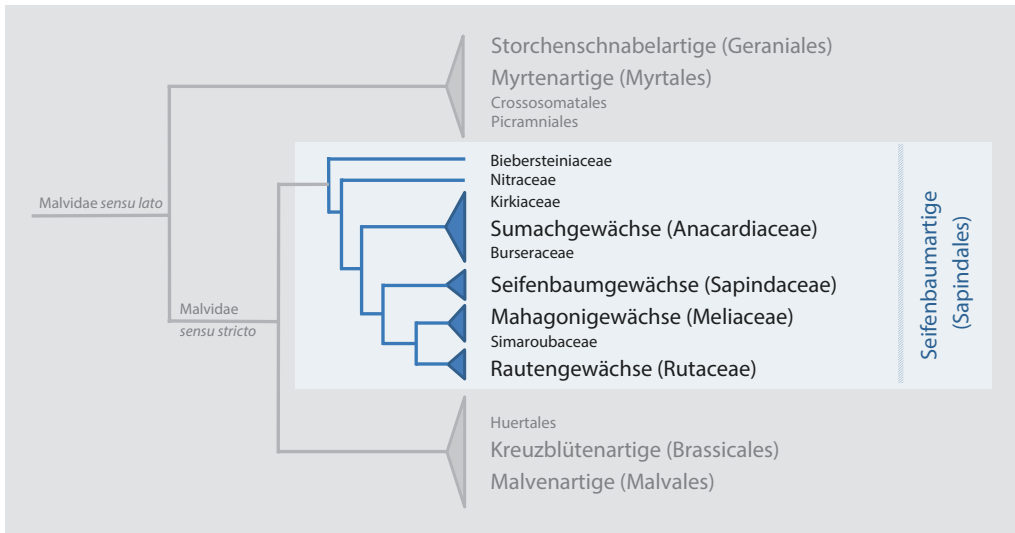 Storchenschnabelartige (Geraniales)
Myrtenartige (Myrtales)
Crossosomatales
Picramniales
Biebersteiniaceae
Nitraceae
Kirkiaceae
Malvidae sensu lato
Sumachgewächse (Anacardiaceae)
Burseraceae
Seifenbaumgewächse (Sapindaceae)
Malvidae
sensu stricto
Mahagonigewächse (Meliaceae)
Simaroubaceae
Rautengewächse (Rutaceae)
Seifenbaumartige
(Sapindales)
Huertales
Kreuzblütenartige (Brassicales)
Malvenartige (Malvales)